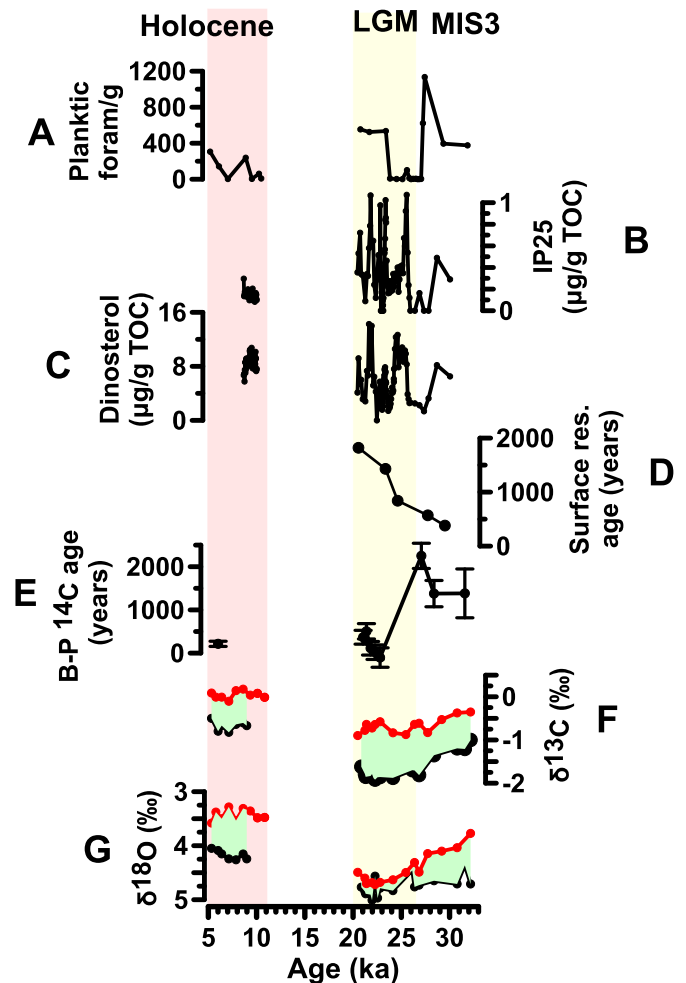 Holocene LGM MIS3
A
Planktic
foram/g
1200
800
400
0
B
IP25
(µg/g TOC)
1
0
C
Dinosterol
(µg/g TOC)
16
8
0
D
Surface res.
age (years)
2000
1000
0
E
B-P 14C age
(years)
2000
1000
0
F
δ13C (‰)
0
-1
-2
G
δ18O (‰)
3
4
5
5 10 15 20 25 30
Age (ka)